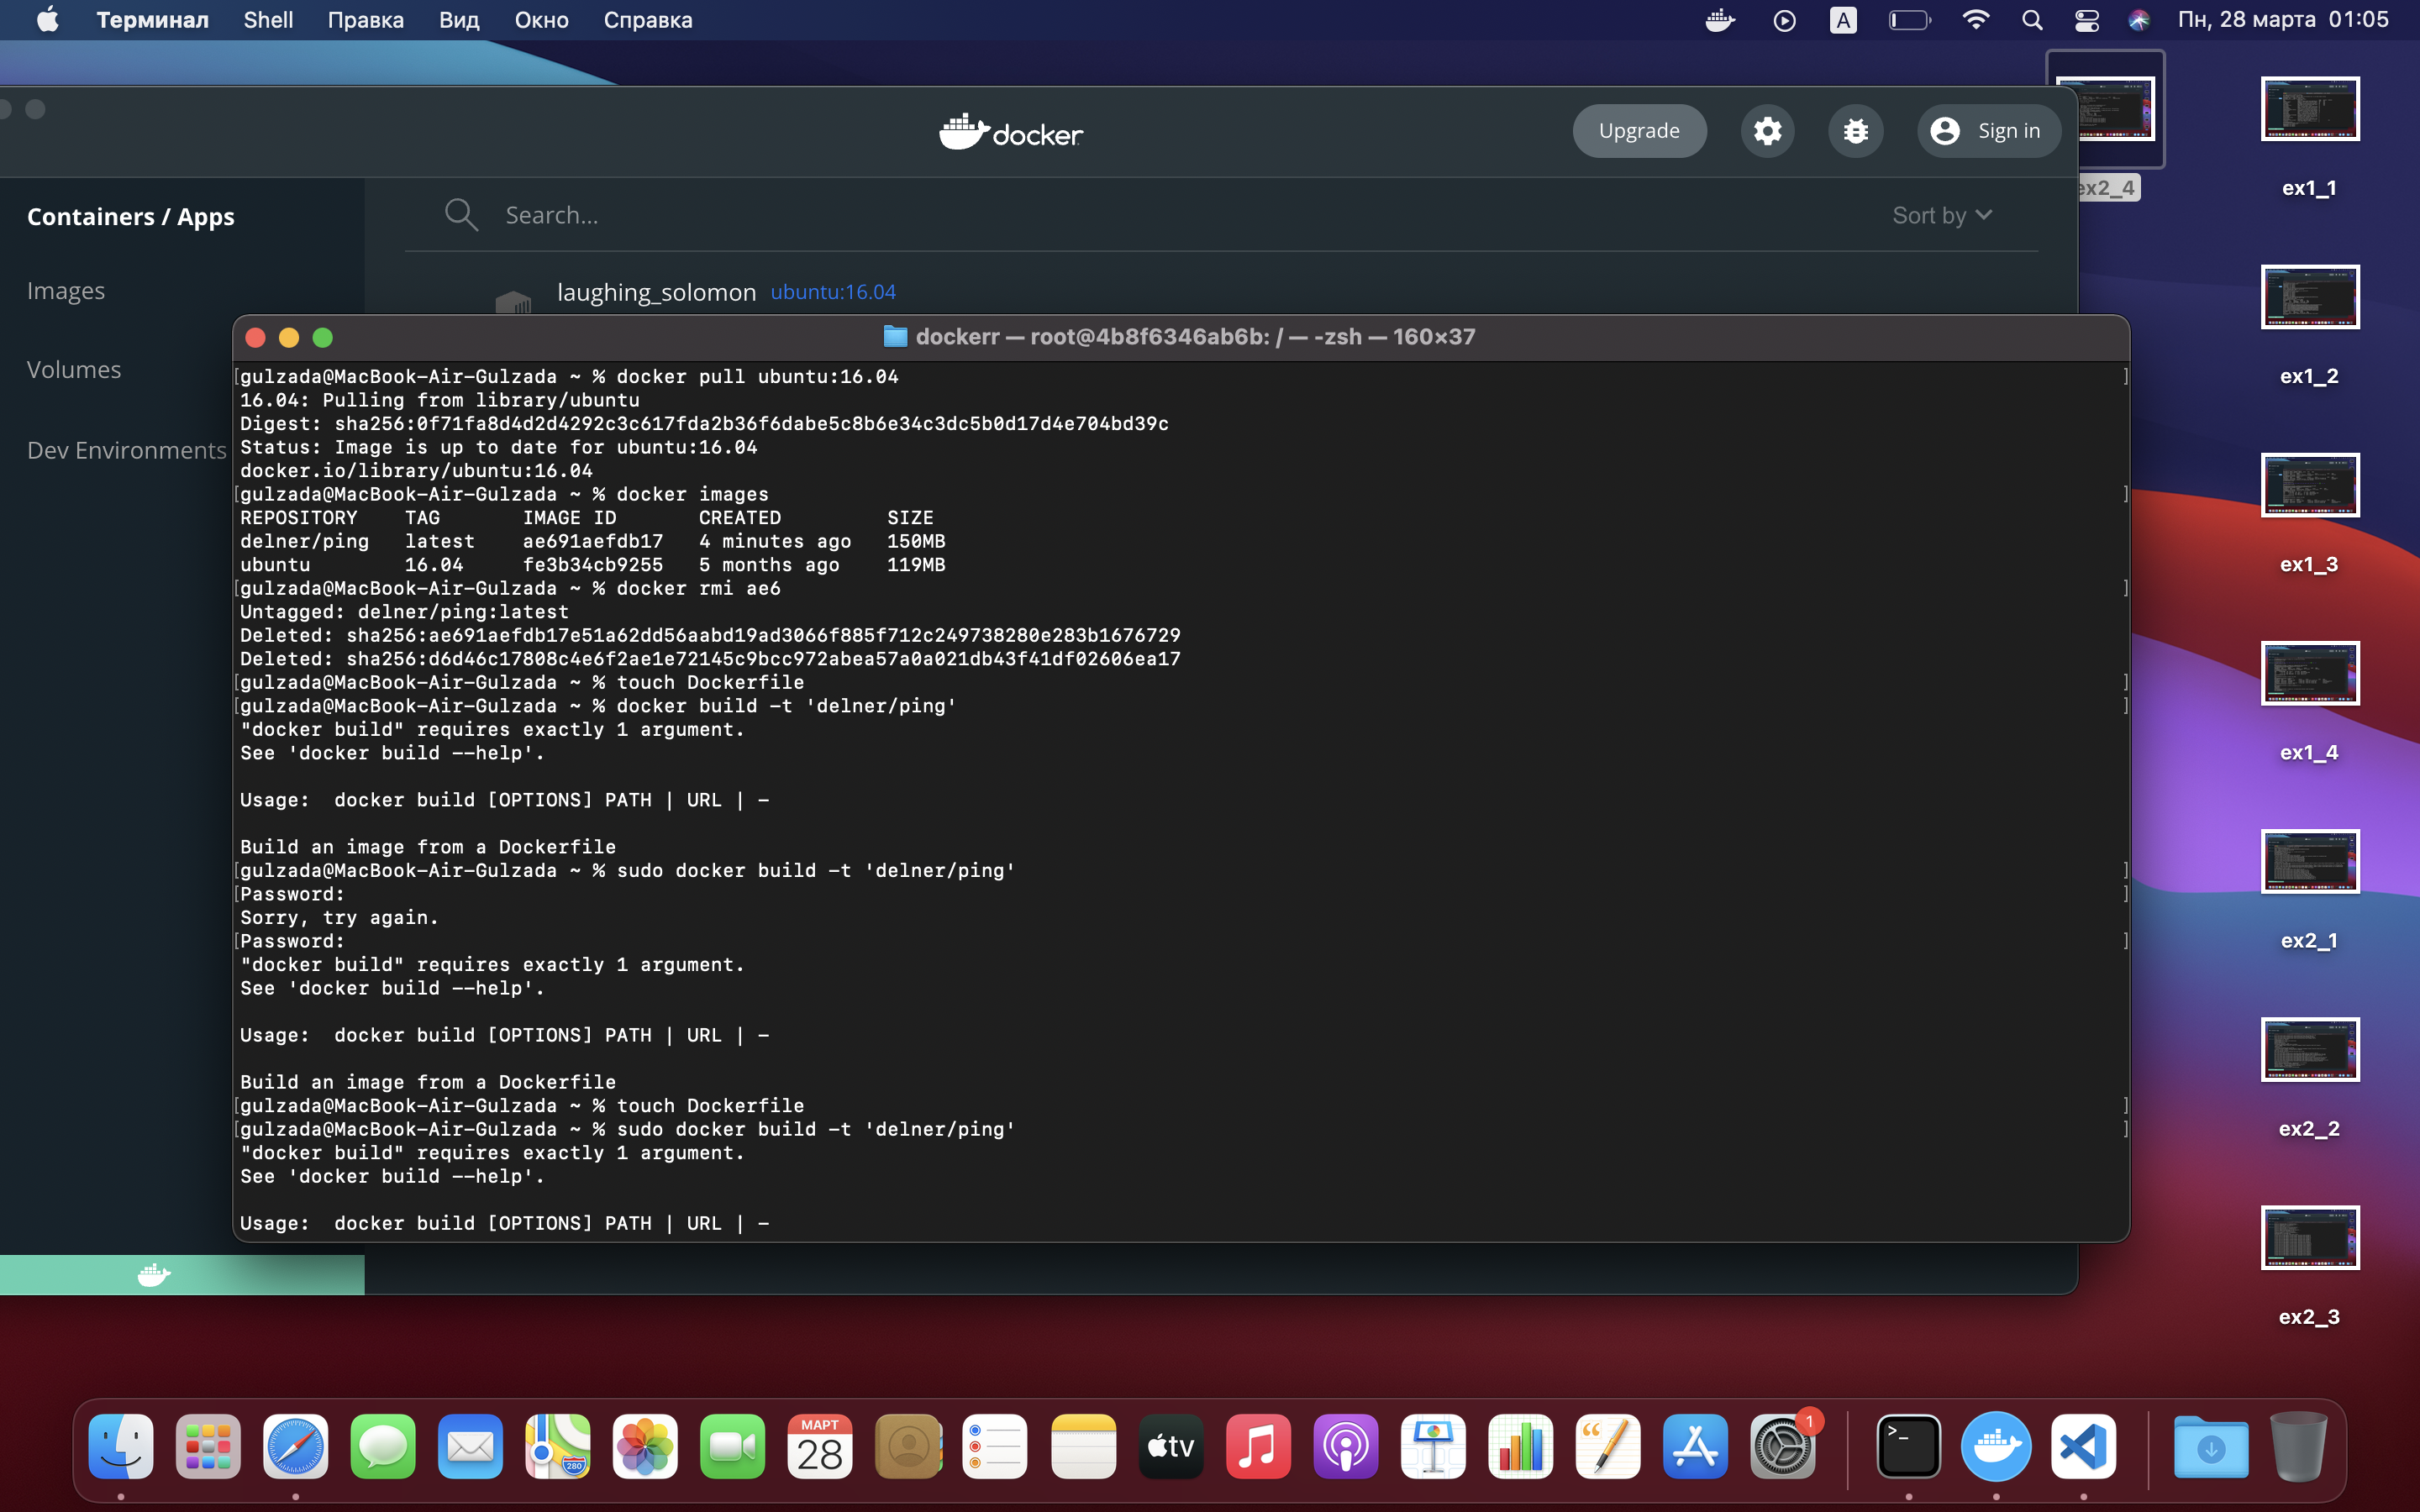 Терминал Shell Правка Вид Окно Справка A Пн, 28 марта 01:05
docker
Upgrade
Sign in
Containers / Apps
Images
Volumes
Dev Environments
Search...
Sort by
laughing_solomon ubuntu:16.04
dockerr — root@4b8f6346ab6b: / — -zsh — 160×37
[gulzada@MacBook-Air-Gulzada ~ % docker pull ubuntu:16.04 ]
16.04: Pulling from library/ubuntu
Digest: sha256:0f71fa8d4d2d4292c3c617fda2b36f6dabe5c8b6e34c3dc5b0d17d4e704bd39c
Status: Image is up to date for ubuntu:16.04
docker.io/library/ubuntu:16.04
[gulzada@MacBook-Air-Gulzada ~ % docker images ]
REPOSITORY    TAG       IMAGE ID       CREATED         SIZE
delner/ping   latest    ae691aefdb17   4 minutes ago   150MB
ubuntu        16.04     fe3b34cb9255   5 months ago    119MB
[gulzada@MacBook-Air-Gulzada ~ % docker rmi ae6 ]
Untagged: delner/ping:latest
Deleted: sha256:ae691aefdb17e51a62dd56aabd19ad3066f885f712c249738280e283b1676729
Deleted: sha256:d6d46c17808c4e6f2ae1e72145c9bcc972abea57a0a021db43f41df02606ea17
[gulzada@MacBook-Air-Gulzada ~ % touch Dockerfile ]
[gulzada@MacBook-Air-Gulzada ~ % docker build -t 'delner/ping' ]
"docker build" requires exactly 1 argument.
See 'docker build --help'.
Usage:  docker build [OPTIONS] PATH | URL | -
Build an image from a Dockerfile
[gulzada@MacBook-Air-Gulzada ~ % sudo docker build -t 'delner/ping' ]
[Password: ]
Sorry, try again.
[Password: ]
"docker build" requires exactly 1 argument.
See 'docker build --help'.
Usage:  docker build [OPTIONS] PATH | URL | -
Build an image from a Dockerfile
[gulzada@MacBook-Air-Gulzada ~ % touch Dockerfile ]
[gulzada@MacBook-Air-Gulzada ~ % sudo docker build -t 'delner/ping' ]
"docker build" requires exactly 1 argument.
See 'docker build --help'.
Usage:  docker build [OPTIONS] PATH | URL | -
ex2_4
ex1_1
ex1_2
ex1_3
ex1_4
ex2_1
ex2_2
ex2_3
280
МАРТ
28
tv
1
>_